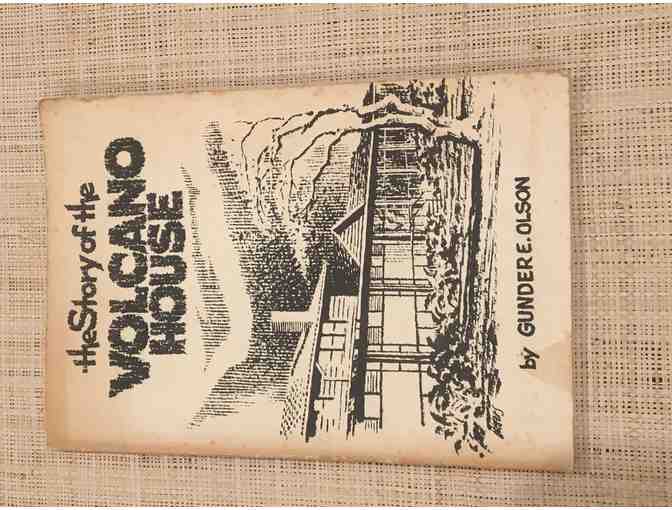 the Story of the
VOLCANO
HOUSE
by GUNDER E. OLSON